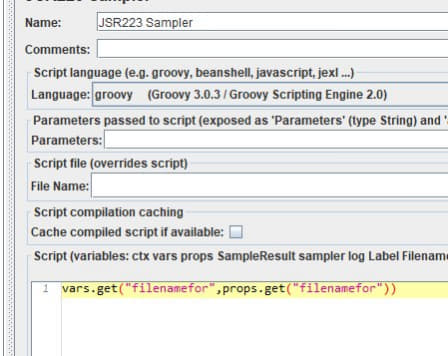 Name: JSR223 Sampler
Comments:
Script language (e.g. groovy, beanshell, javascript, jexl ...)
Language: groovy (Groovy 3.0.3 / Groovy Scripting Engine 2.0)
Parameters passed to script (exposed as 'Parameters' (type String) and '
Parameters:
Script file (overrides script)
File Name:
Script compilation caching
Cache compiled script if available:
Script (variables: ctx vars props SampleResult sampler log Label Filename
1 vars.get("filenamefor",props.get("filenamefor"))